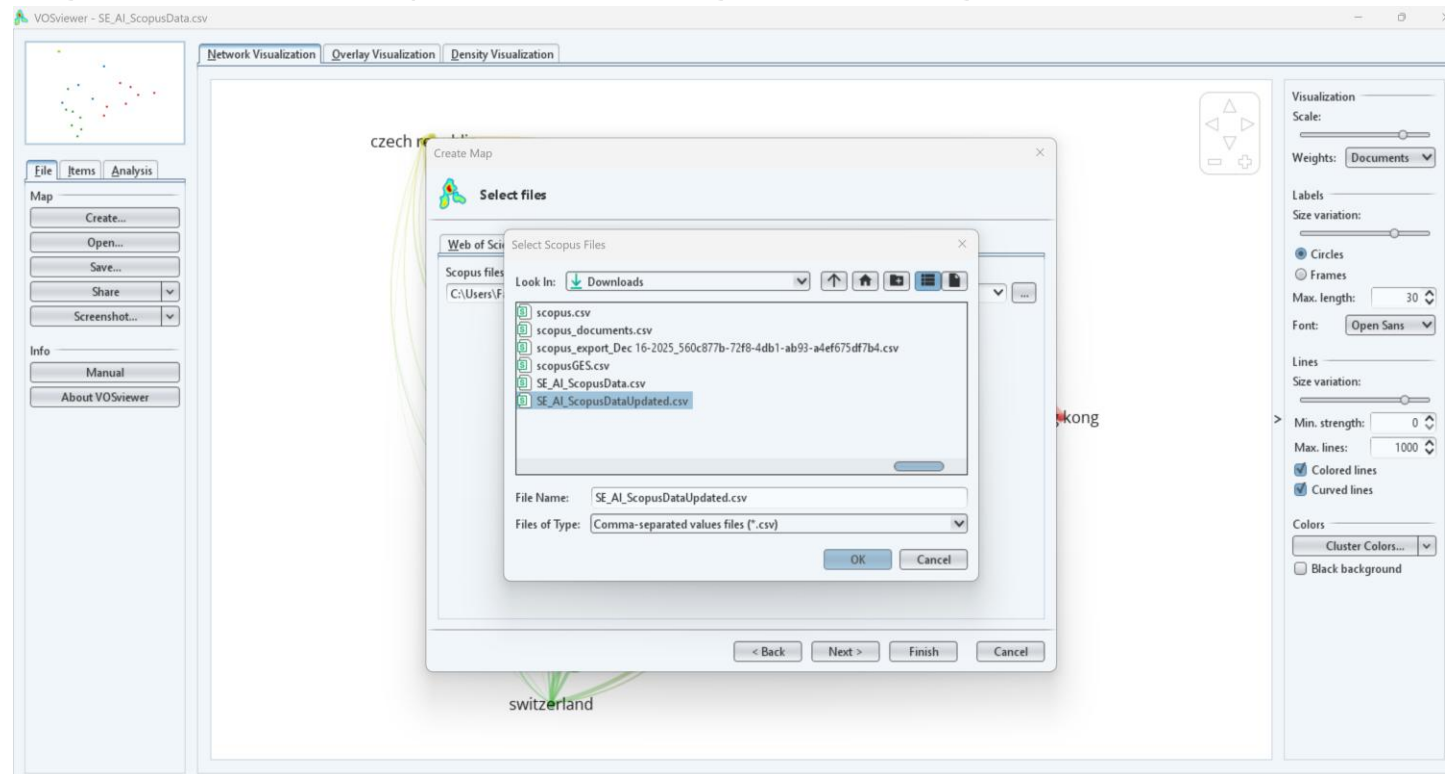 VOSviewer - SE_AI_ScopusData.csv
Network Visualization Overlay Visualization Density Visualization
File Items Analysis
Map
Create...
Open...
Save...
Share
Screenshot...
Info
Manual
About VOSviewer
czech
kong
switzerland
Create Map
Select files
Web of
Scopus files
C:\Users\F
Select Scopus Files
Look In: Downloads
scopus.csv
scopus_documents.csv
scopus_export_Dec 16-2025_560c877b-72f8-4db1-ab93-a4ef675df7b4.csv
scopusGES.csv
SE_AI_ScopusData.csv
SE_AI_ScopusDataUpdated.csv
File Name: SE_AI_ScopusDataUpdated.csv
Files of Type: Comma-separated values files (*.csv)
OK Cancel
...
< Back Next > Finish Cancel
Visualization
Scale:
Weights: Documents
Labels
Size variation:
Circles
Frames
Max. length: 30
Font: Open Sans
Lines
Size variation:
Min. strength: 0
Max. lines: 1000
Colored lines
Curved lines
Colors
Cluster Colors...
Black background